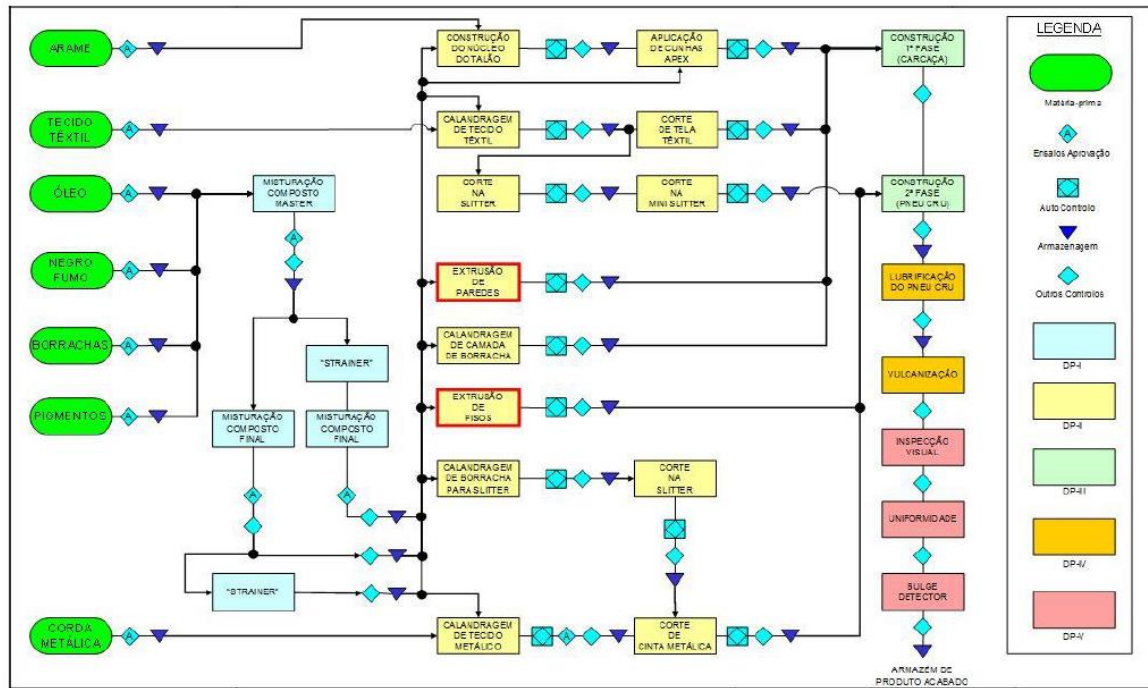 ARAME
A
CONSTRUÇÃO
DO NÚCLEO
DO TALÃO
APLICAÇÃO
DE CUNHAS
APEX
CONSTRUÇÃO
1ª FASE
(CARCAÇA)
TECIDO
TÊXTIL
A
CALANDRAGEM
DE TECIDO
TÊXTIL
CORTE
DE TELA
TÊXTIL
ÓLEO
A
MISTURAÇÃO
COMPOSTO
MASTER
CORTE
NA
SLITTER
CORTE
NA
MINI SLITTER
CONSTRUÇÃO
2ª FASE
(PNEU CRU)
A
NEGRO
FUMO
A
EXTRUSÃO
DE
PAREDES
LUBRIFICAÇÃO
DO PNEU CRU
BORRACHAS
A
"STRAINER"
CALANDRAGEM
DE CAMADA
DE BORRACHA
VULCANIZAÇÃO
PIGMENTOS
A
MISTURAÇÃO
COMPOSTO
FINAL
MISTURAÇÃO
COMPOSTO
FINAL
EXTRUSÃO
DE
PISOS
INSPECÇÃO
VISUAL
A
A
CALANDRAGEM
DE BORRACHA
PARA SLITTER
CORTE
NA
SLITTER
UNIFORMIDADE
"STRAINER"
BULGE
DETECTOR
CORDA
METÁLICA
A
CALANDRAGEM
DE TECIDO
METÁLICO
A
CORTE
DE
CINTA METÁLICA
ARMAZÉM DE
PRODUTO ACABADO
LEGENDA
Matéria-prima
A
Ensaios Aprovação
Auto Controlo
Armazenagem
Outros Controlos
DP-I
DP-II
DP-III
DP-IV
DP-V